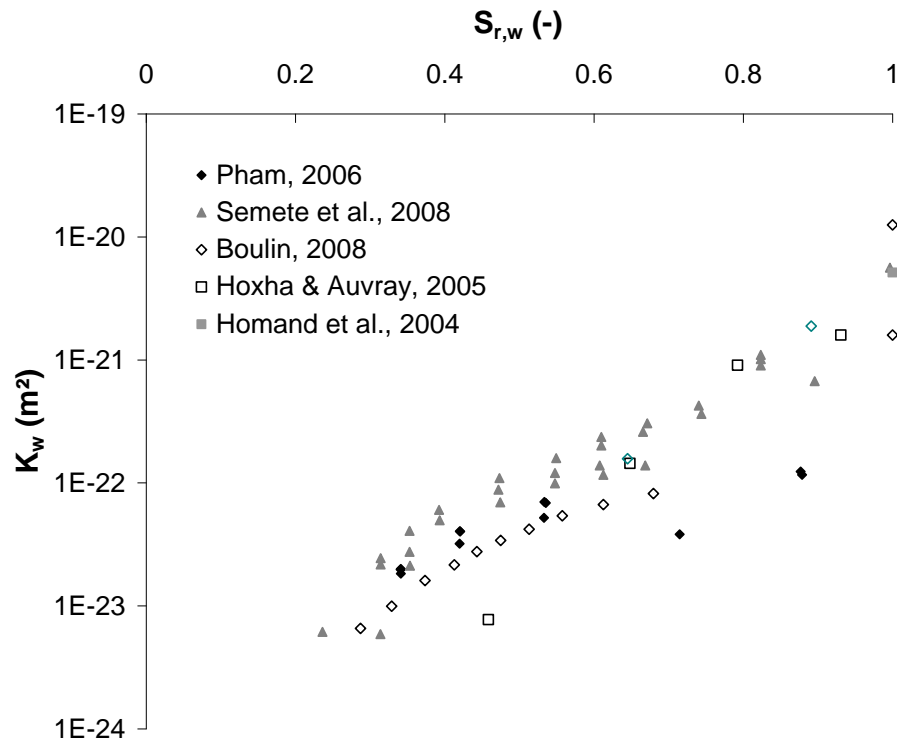 S_r,w (-)
0 0.2 0.4 0.6 0.8 1
1E-19
1E-20
1E-21
1E-22
1E-23
1E-24
K_w (m²)
Pham, 2006
Semete et al., 2008
Boulin, 2008
Hoxha & Auvray, 2005
Homand et al., 2004